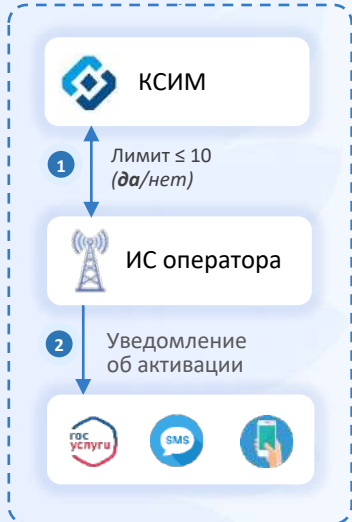 КСИМ
1
Лимит ≤ 10
(да/нет)
ИС оператора
2
Уведомление
об активации
гос
услуги
SMS